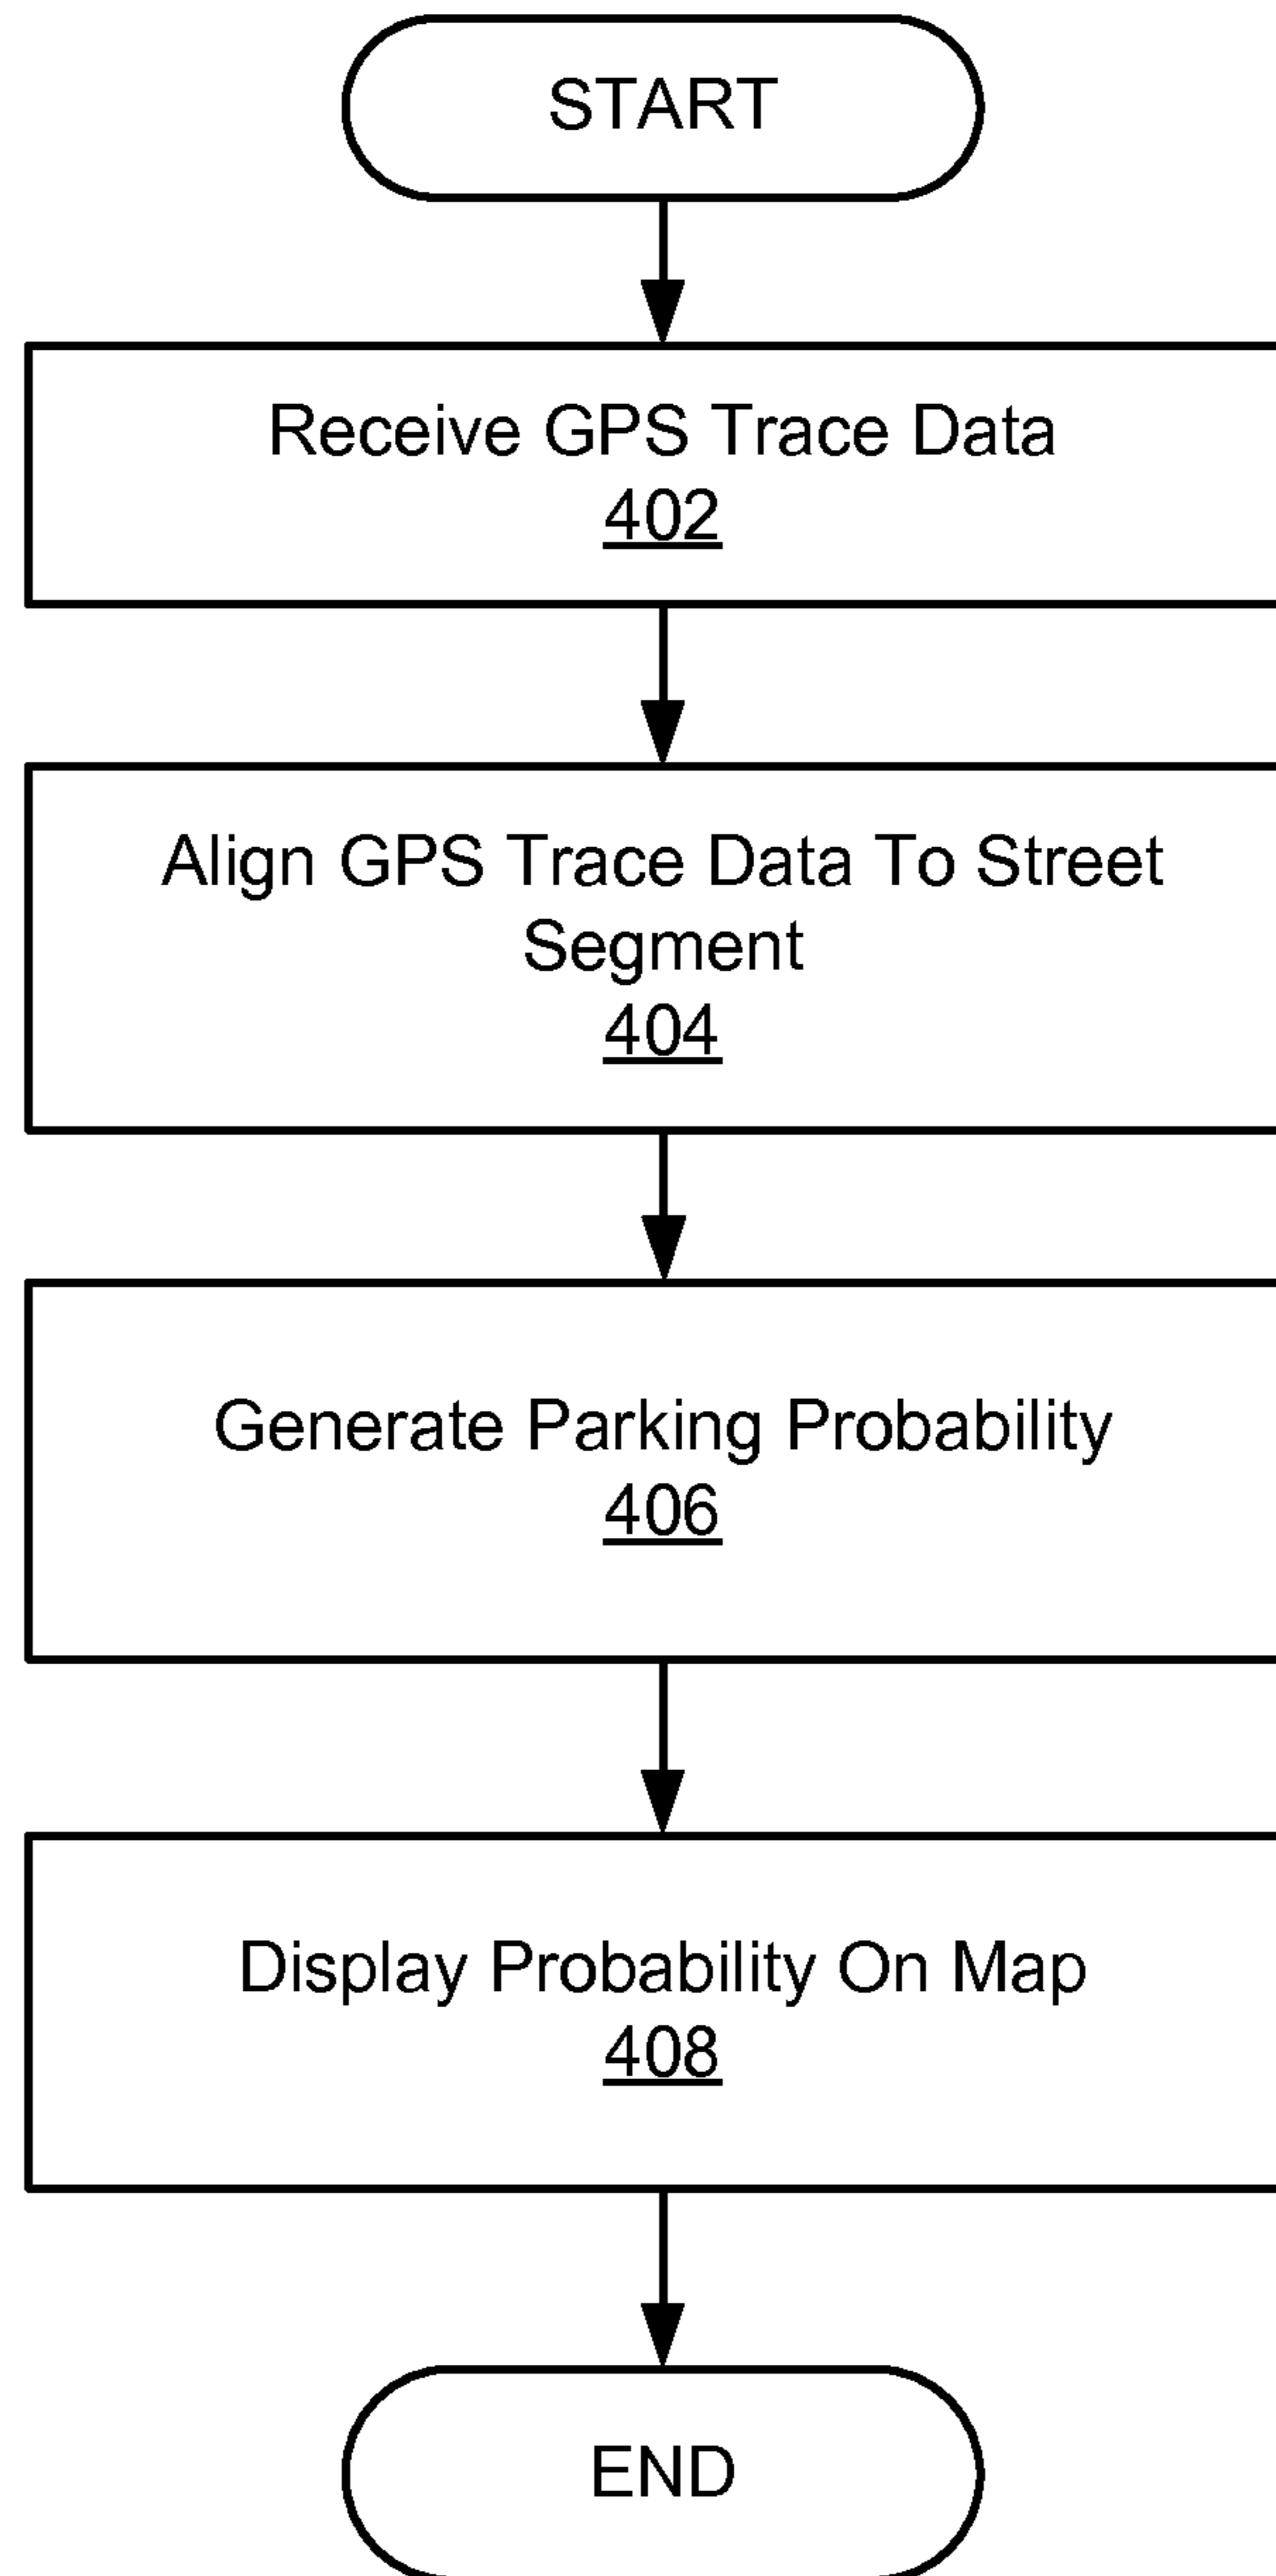 START
Receive GPS Trace Data
402
Align GPS Trace Data To Street
Segment
404
Generate Parking Probability
406
Display Probability On Map
408
END